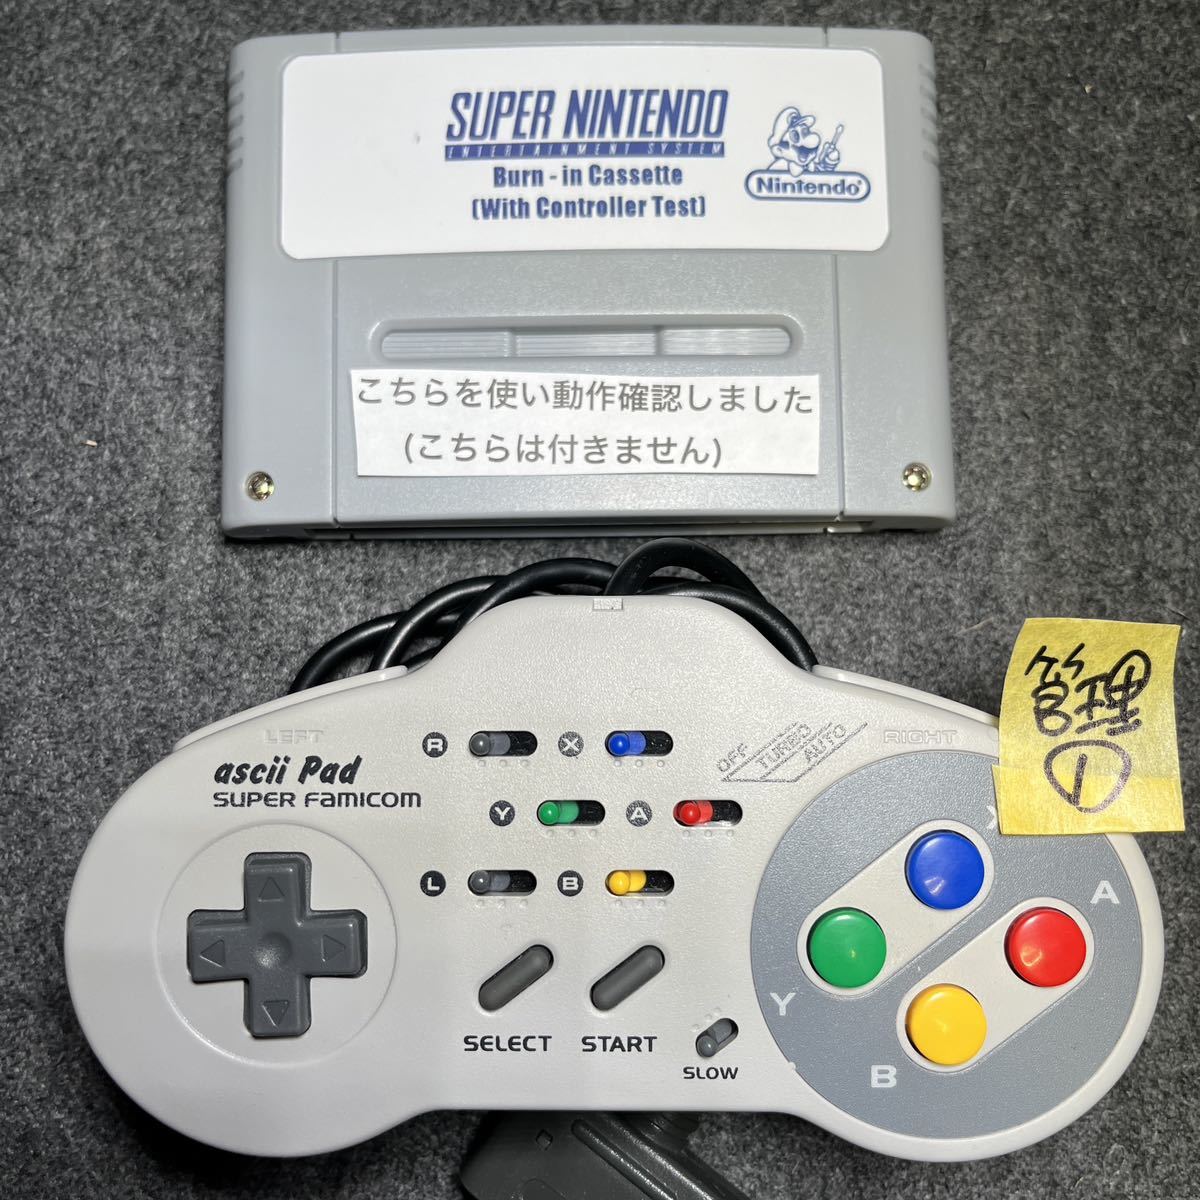 SUPER NINTENDO
ENTERTAINMENT SYSTEM
Burn - in Cassette
(With Controller Test)
Nintendo®
こちらを使い動作確認しました
(こちらは付きません)
管理
①
LEFT
RIGHT
ascii Pad
SUPER FAMICOM
R
X
OFF
TURBO
AUTO
Y
A
L
B
X
A
Y
B
SELECT
START
SLOW